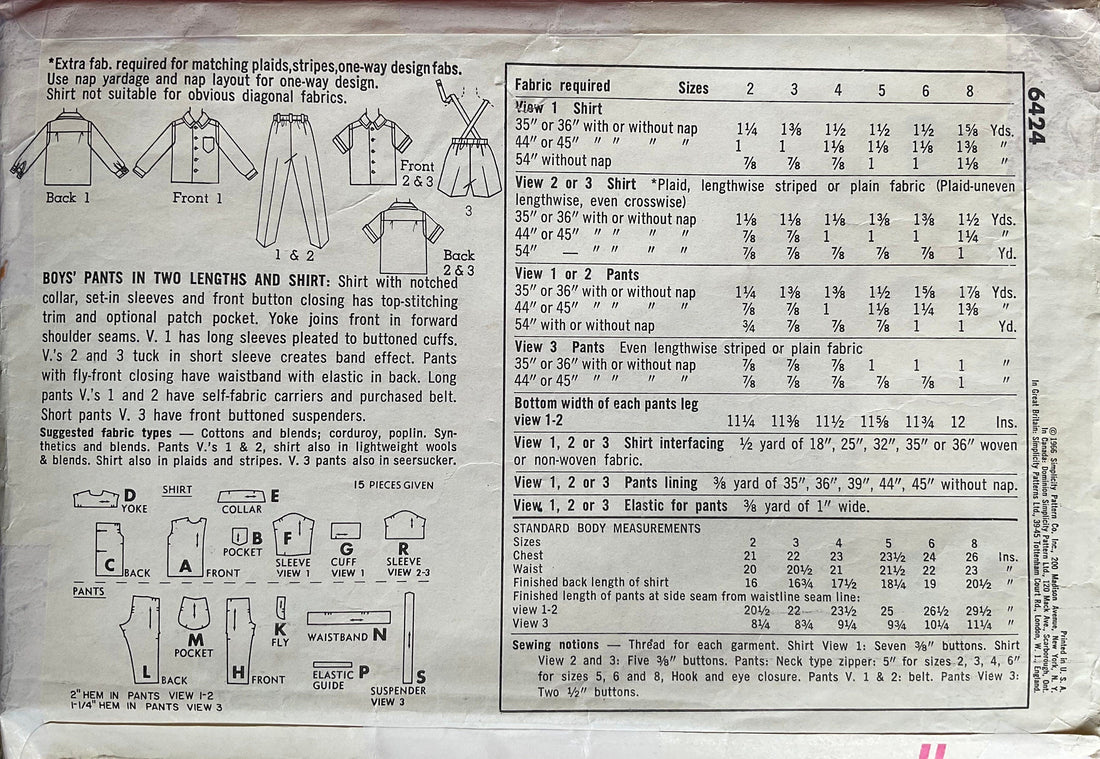 *Extra fab. required for matching plaids,stripes,one-way designfabs.
Use nap yardage and nap layout for one-way design.
Shirt not suitable for obvious diagonal fabrics.
Back 1
Front 1
1 & 2
Front
2 & 3
3
Back
2 & 3
BOYS' PANTS IN TWO LENGTHS AND SHIRT: Shirt with notched
collar, set-in sleeves and front button closing has top-stitching
trim and optional patch pocket. Yoke joins front in forward
shoulder seams. V. 1 has long sleeves pleated to buttoned cuffs.
V.'s 2 and 3 tuck in short sleeve creates band effect. Pants
with fly-front closing have waistband with elastic in back. Long
pants V.'s 1 and 2 have self-fabric carriers and purchased belt.
Short pants V. 3 have front buttoned suspenders.
Suggested fabric types — Cottons and blends; corduroy, poplin. Syn-
thetics and blends. Pants V.'s 1 & 2, shirt also in lightweight wools
& blends. Shirt also in plaids and stripes. V. 3 pants also in seersucker.
SHIRT
15 PIECES GIVEN
D
YOKE
E
COLLAR
C BACK
A FRONT
B
POCKET
F
SLEEVE
VIEW 1
G
CUFF
VIEW 1
R
SLEEVE
VIEW 2-3
PANTS
L BACK
M
POCKET
H FRONT
K
FLY
WAISTBAND N
ELASTIC P
GUIDE
S
SUSPENDER
VIEW 3
2" HEM IN PANTS VIEW 1-2
1-1/4" HEM IN PANTS VIEW 3
Fabric required Sizes 2 3 4 5 6 8
View 1 Shirt
35" or 36" with or without nap 1¼ 1⅜ 1½ 1½ 1½ 1⅝ Yds.
44" or 45" " " " " 1 1 1⅛ 1⅛ 1⅛ 1⅜ "
54" without nap ⅞ ⅞ ⅞ 1 1 1⅛ "
View 2 or 3 Shirt *Plaid, lengthwise striped or plain fabric (Plaid-uneven
lengthwise, even crosswise)
35" or 36" with or without nap 1⅛ 1⅛ 1⅛ 1⅜ 1⅜ 1½ Yds.
44" or 45" " " " " ⅞ ⅞ 1 1 1 1¼ "
54" — " " " ⅞ ⅞ ⅞ ⅞ ⅞ 1 Yd.
View 1 or 2 Pants
35" or 36" with or without nap 1¼ 1⅜ 1⅜ 1½ 1⅝ 1⅞ Yds.
44" or 45" " " " " ⅞ ⅞ 1 1⅛ 1¼ 1⅜ "
54" with or without nap ¾ ⅞ ⅞ ⅞ 1 1 Yd.
View 3 Pants Even lengthwise striped or plain fabric
35" or 36" with or without nap ⅞ ⅞ ⅞ 1 1 1 "
44" or 45" " " " " ⅞ ⅞ ⅞ ⅞ ⅞ 1 "
Bottom width of each pants leg
view 1-2 11¼ 11⅜ 11½ 11⅝ 11¾ 12 Ins.
View 1, 2 or 3 Shirt interfacing ½ yard of 18", 25", 32", 35" or 36" woven
or non-woven fabric.
View 1, 2 or 3 Pants lining ⅜ yard of 35", 36", 39", 44", 45" without nap.
View 1, 2 or 3 Elastic for pants ⅜ yard of 1" wide.
STANDARD BODY MEASUREMENTS
Sizes 2 3 4 5 6 8
Chest 21 22 23 23½ 24 26 Ins.
Waist 20 20½ 21 21½ 22 23 "
Finished back length of shirt 16 16¾ 17½ 18¼ 19 20½ "
Finished length of pants at side seam from waistline seam line:
view 1-2 20½ 22 23½ 25 26½ 29½ "
View 3 8¼ 8¾ 9¼ 9¾ 10¼ 11¼ "
Sewing notions — Thread for each garment. Shirt View 1: Seven ⅜" buttons. Shirt
View 2 and 3: Five ⅜" buttons. Pants: Neck type zipper: 5" for sizes 2, 3, 4, 6"
for sizes 5, 6 and 8, Hook and eye closure. Pants V. 1 & 2: belt. Pants View 3:
Two ½" buttons.
6424
Printed in U. S. A.
© 1966 Simplicity Pattern Co. Inc., 200 Madison Avenue, New York, N. Y.
In Canada: Dominion Simplicity Patterns Ltd., 120 Mack Ave., Scarborough, Ont.
In Great Britain: Simplicity Patterns Ltd., 39-45 Tottenham Court Rd., London, W. 1., England.